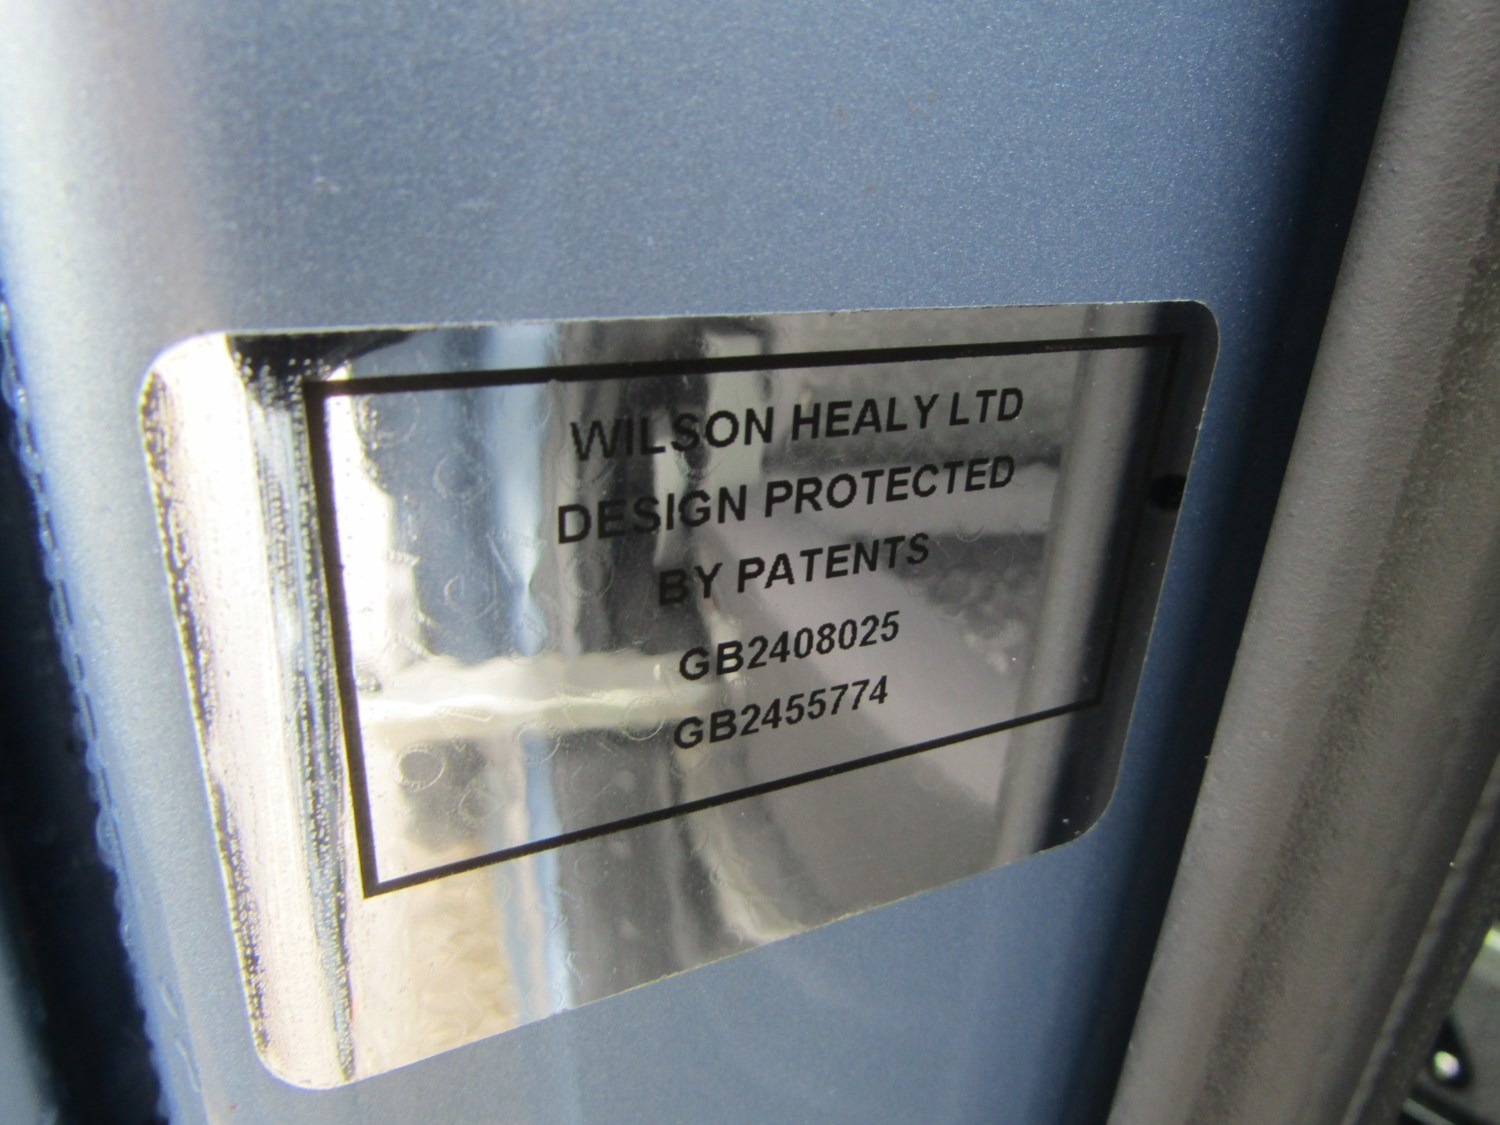 WILSON HEALY LTD
DESIGN PROTECTED
BY PATENTS
GB2408025
GB2455774